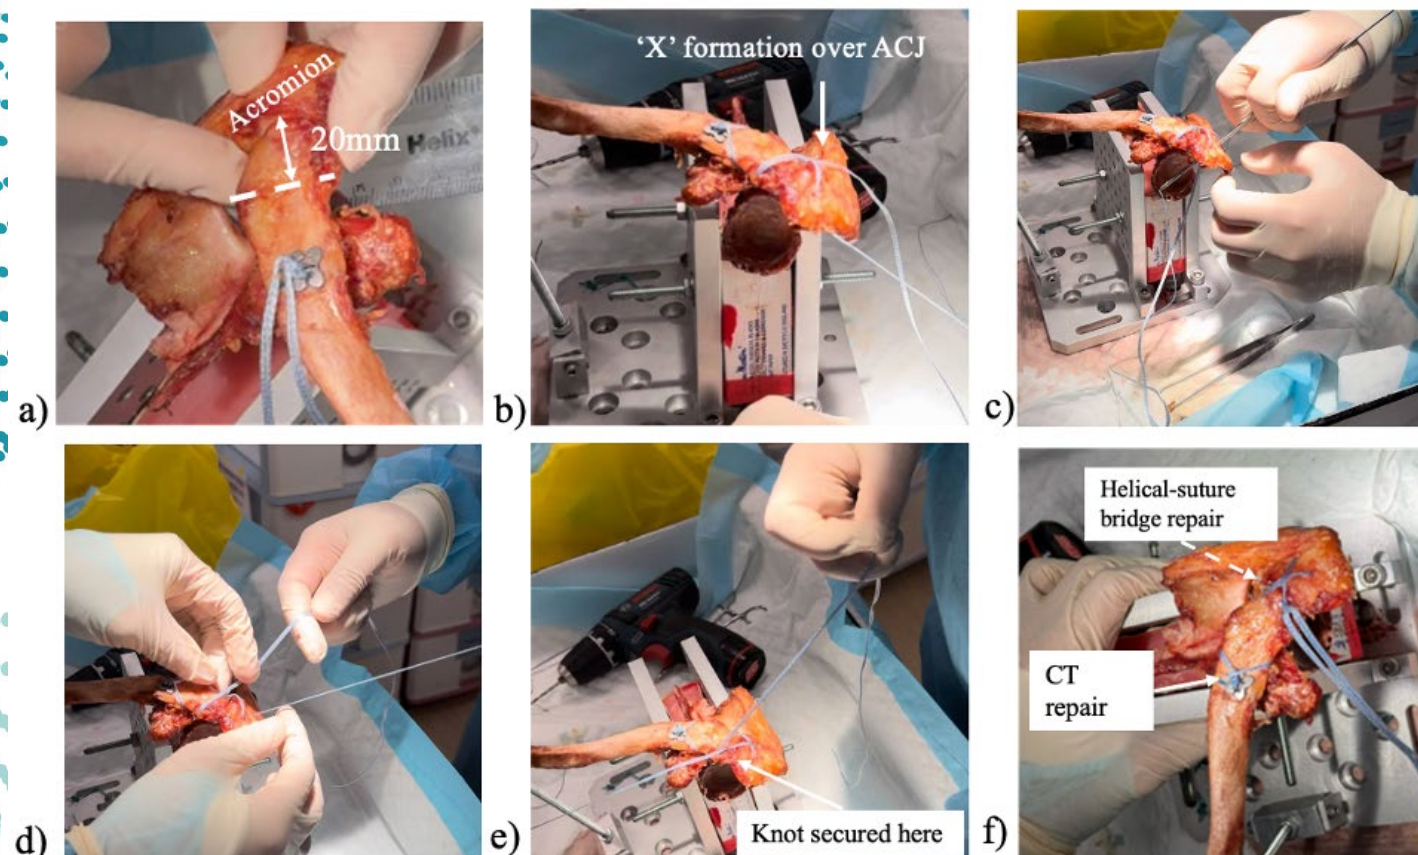 Acromion
20mm
Helix®
a)
'X' formation over ACJ
b)
c)
d)
Knot secured here
e)
Helical-suture
bridge repair
CT
repair
f)